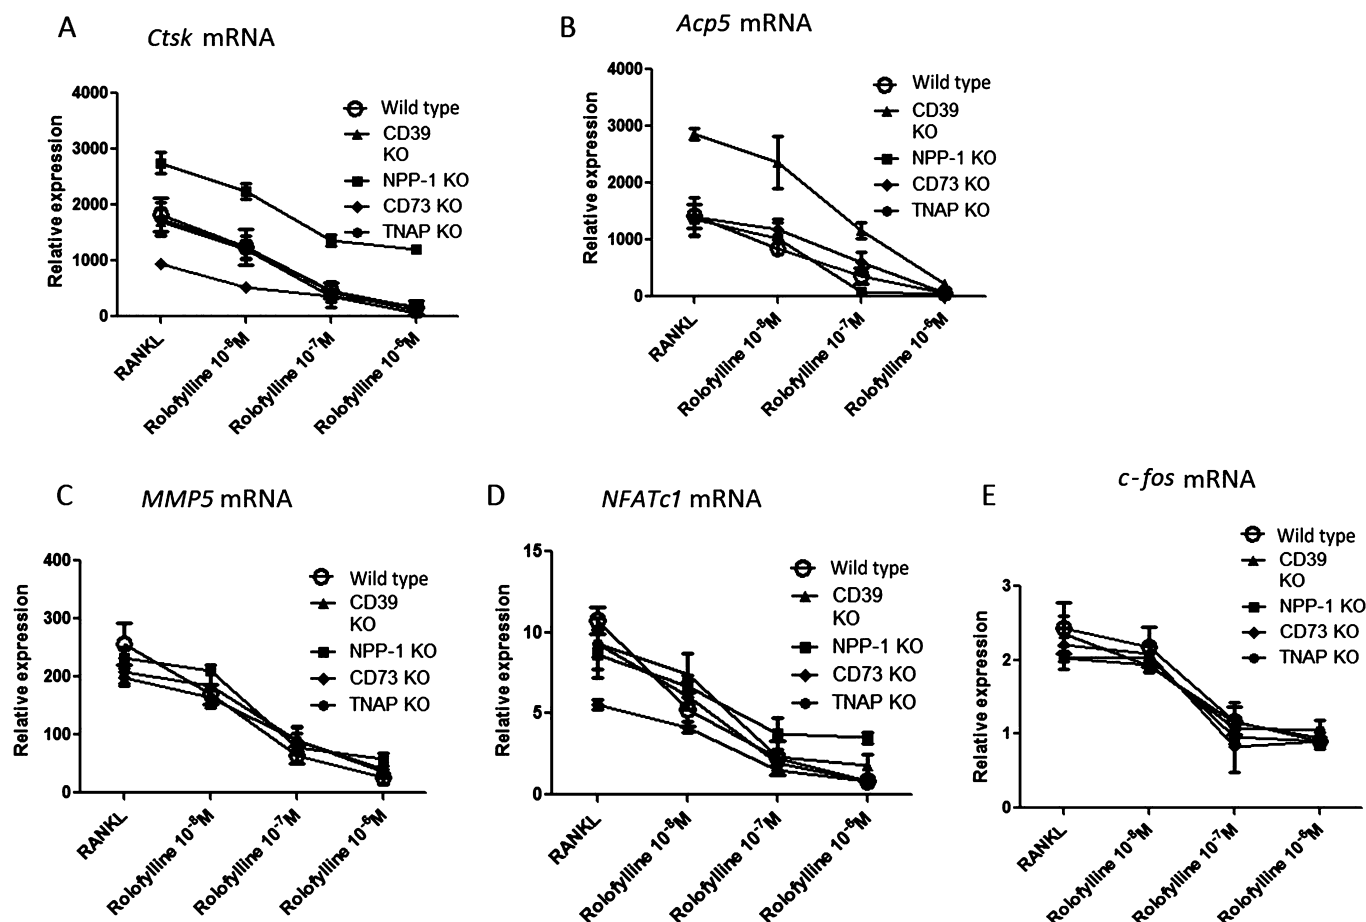 A
Ctsk mRNA
4000
3000
2000
1000
0
Relative expression
Wild type
CD39
KO
NPP-1 KO
CD73 KO
TNAP KO
RANKL
Rolofylline 10⁻⁸M
Rolofylline 10⁻⁷M
Rolofylline 10⁻⁶M
B
Acp5 mRNA
4000
3000
2000
1000
0
Relative expression
Wild type
CD39
KO
NPP-1 KO
CD73 KO
TNAP KO
RANKL
Rolofylline 10⁻⁸M
Rolofylline 10⁻⁷M
Rolofylline 10⁻⁶M
C
MMP5 mRNA
400
300
200
100
0
Relative expression
Wild type
CD39
KO
NPP-1 KO
CD73 KO
TNAP KO
RANKL
Rolofylline 10⁻⁸M
Rolofylline 10⁻⁷M
Rolofylline 10⁻⁶M
D
NFATc1 mRNA
15
10
5
0
Relative expression
Wild type
CD39
KO
NPP-1 KO
CD73 KO
TNAP KO
RANKL
Rolofylline 10⁻⁸M
Rolofylline 10⁻⁷M
Rolofylline 10⁻⁶M
E
c-fos mRNA
3
2
1
0
Relative expression
Wild type
CD39
KO
NPP-1 KO
CD73 KO
TNAP KO
RANKL
Rolofylline 10⁻⁸M
Rolofylline 10⁻⁷M
Rolofylline 10⁻⁶M